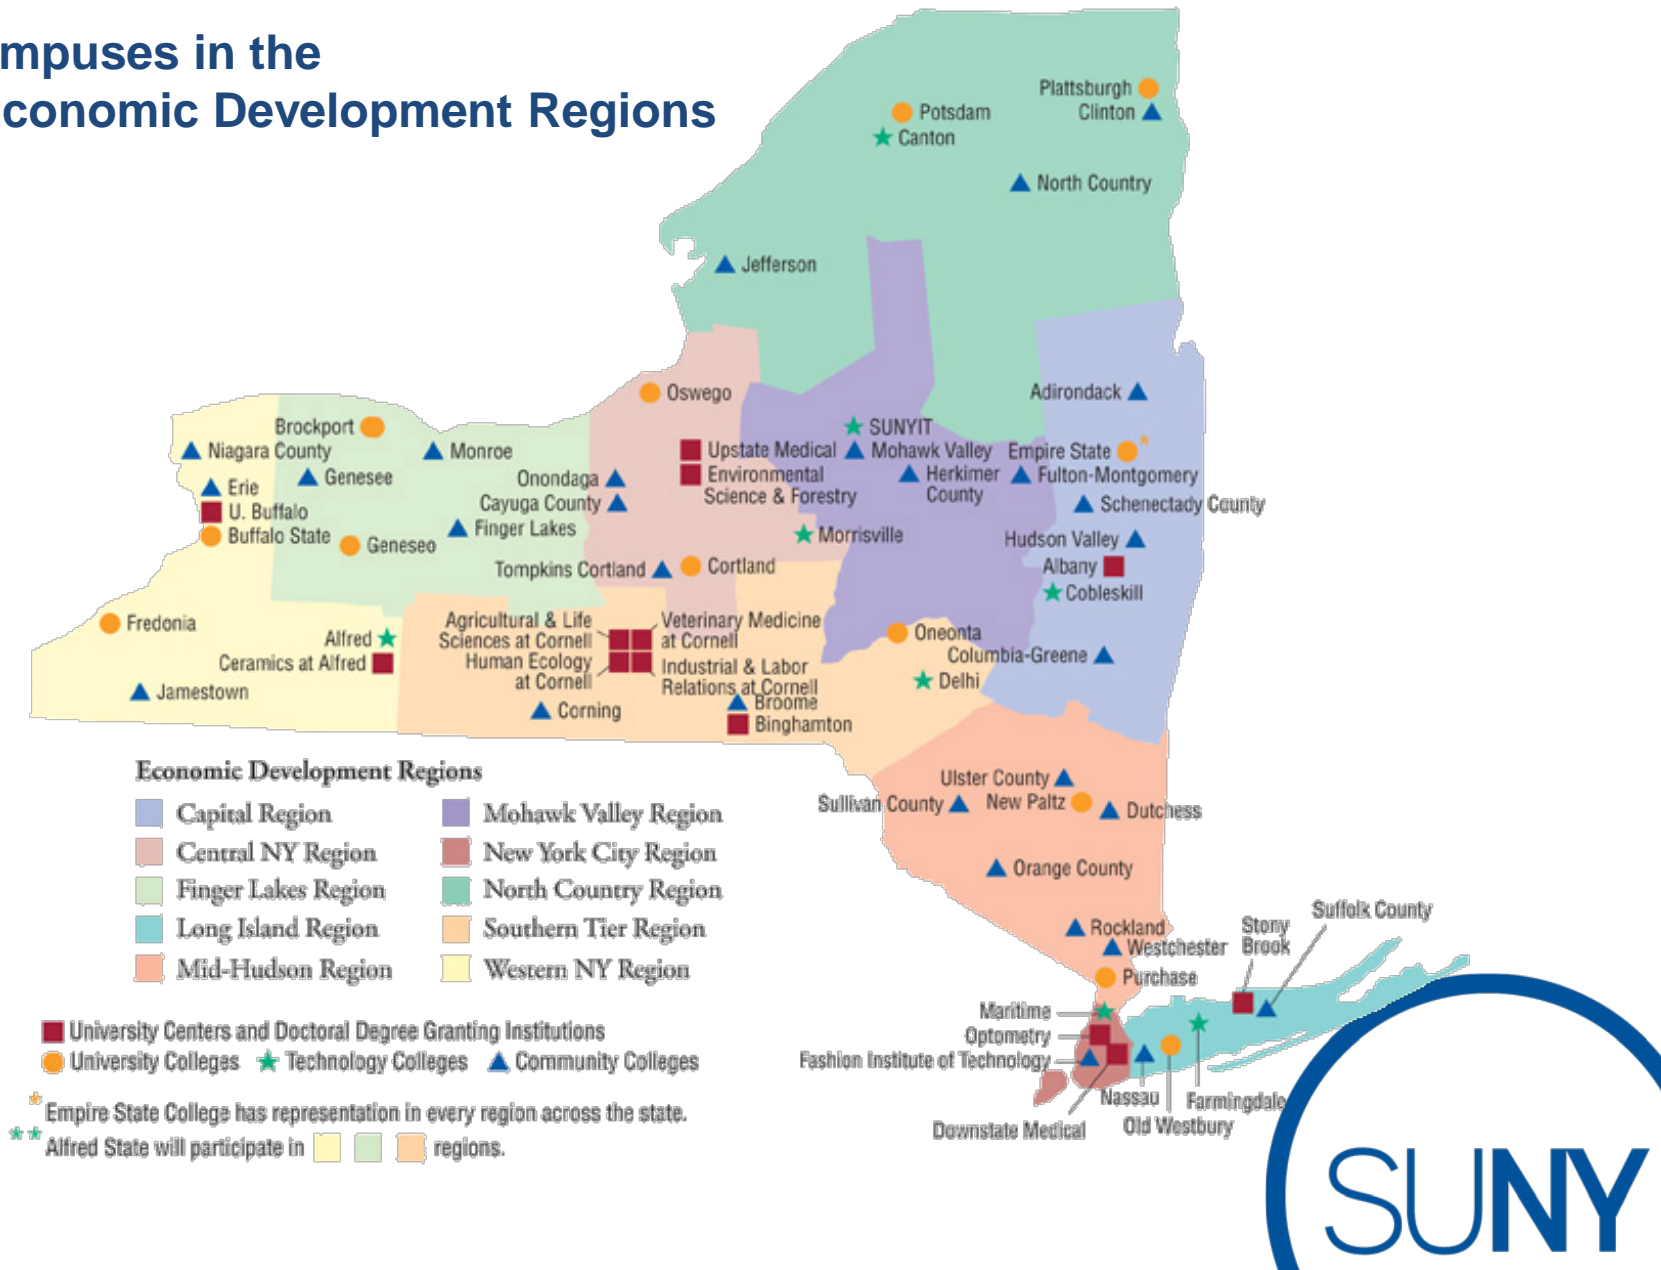 mpuses in the
conomic Development Regions
Plattsburgh
Clinton
Potsdam
Canton
North Country
Jefferson
Oswego
Adirondack
Brockport
Niagara County
Monroe
Genesee
Erie
U. Buffalo
Buffalo State
Geneseo
Finger Lakes
Onondaga
Cayuga County
Upstate Medical
Environmental
Science & Forestry
SUNYIT
Mohawk Valley
Herkimer
County
Empire State
*
Fulton-Montgomery
Schenectady County
Morrisville
Hudson Valley
Albany
Cobleskill
Tompkins Cortland
Cortland
Fredonia
Alfred
Ceramics at Alfred
Jamestown
Agricultural & Life
Sciences at Cornell
Human Ecology
at Cornell
Veterinary Medicine
at Cornell
Industrial & Labor
Relations at Cornell
Broome
Binghamton
Corning
Oneonta
Columbia-Greene
Delhi
Ulster County
Sullivan County
New Paltz
Dutchess
Orange County
Rockland
Westchester
Purchase
Stony
Brook
Suffolk County
Maritime
Optometry
Fashion Institute of Technology
Downstate Medical
Nassau
Old Westbury
Farmingdale
Economic Development Regions
Capital Region
Mohawk Valley Region
Central NY Region
New York City Region
Finger Lakes Region
North Country Region
Long Island Region
Southern Tier Region
Mid-Hudson Region
Western NY Region
University Centers and Doctoral Degree Granting Institutions
University Colleges Technology Colleges Community Colleges
* Empire State College has representation in every region across the state.
** Alfred State will participate in regions.
SUNY